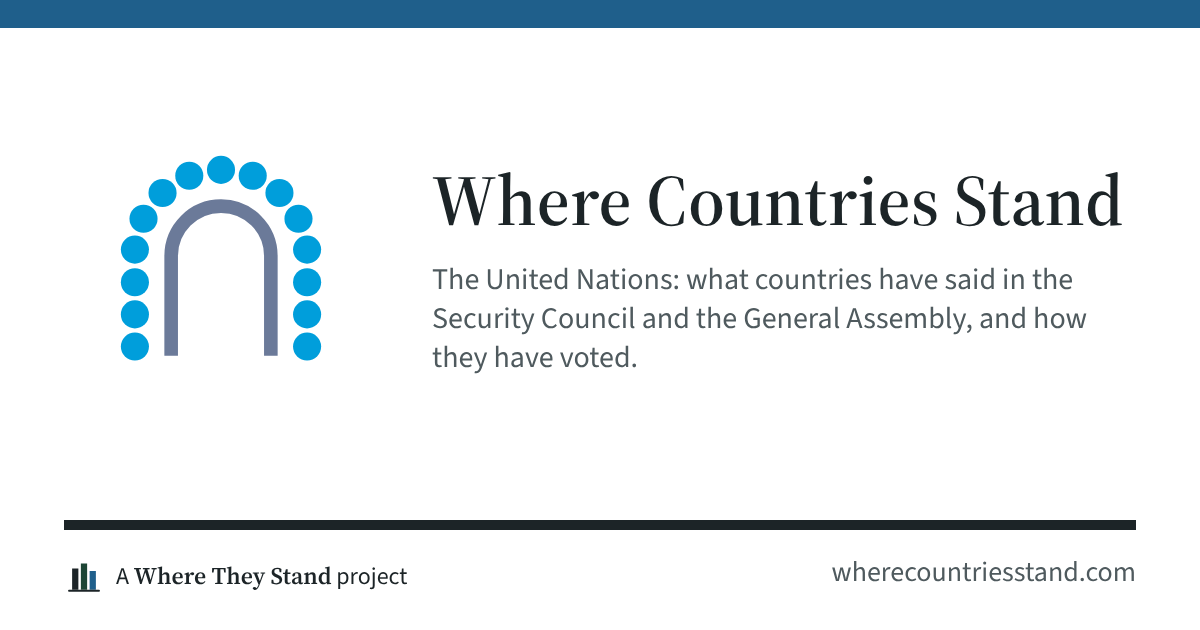 Where Countries Stand
The United Nations: what countries have said in the
Security Council and the General Assembly, and how
they have voted.
A Where They Stand project
wherecountriesstand.com